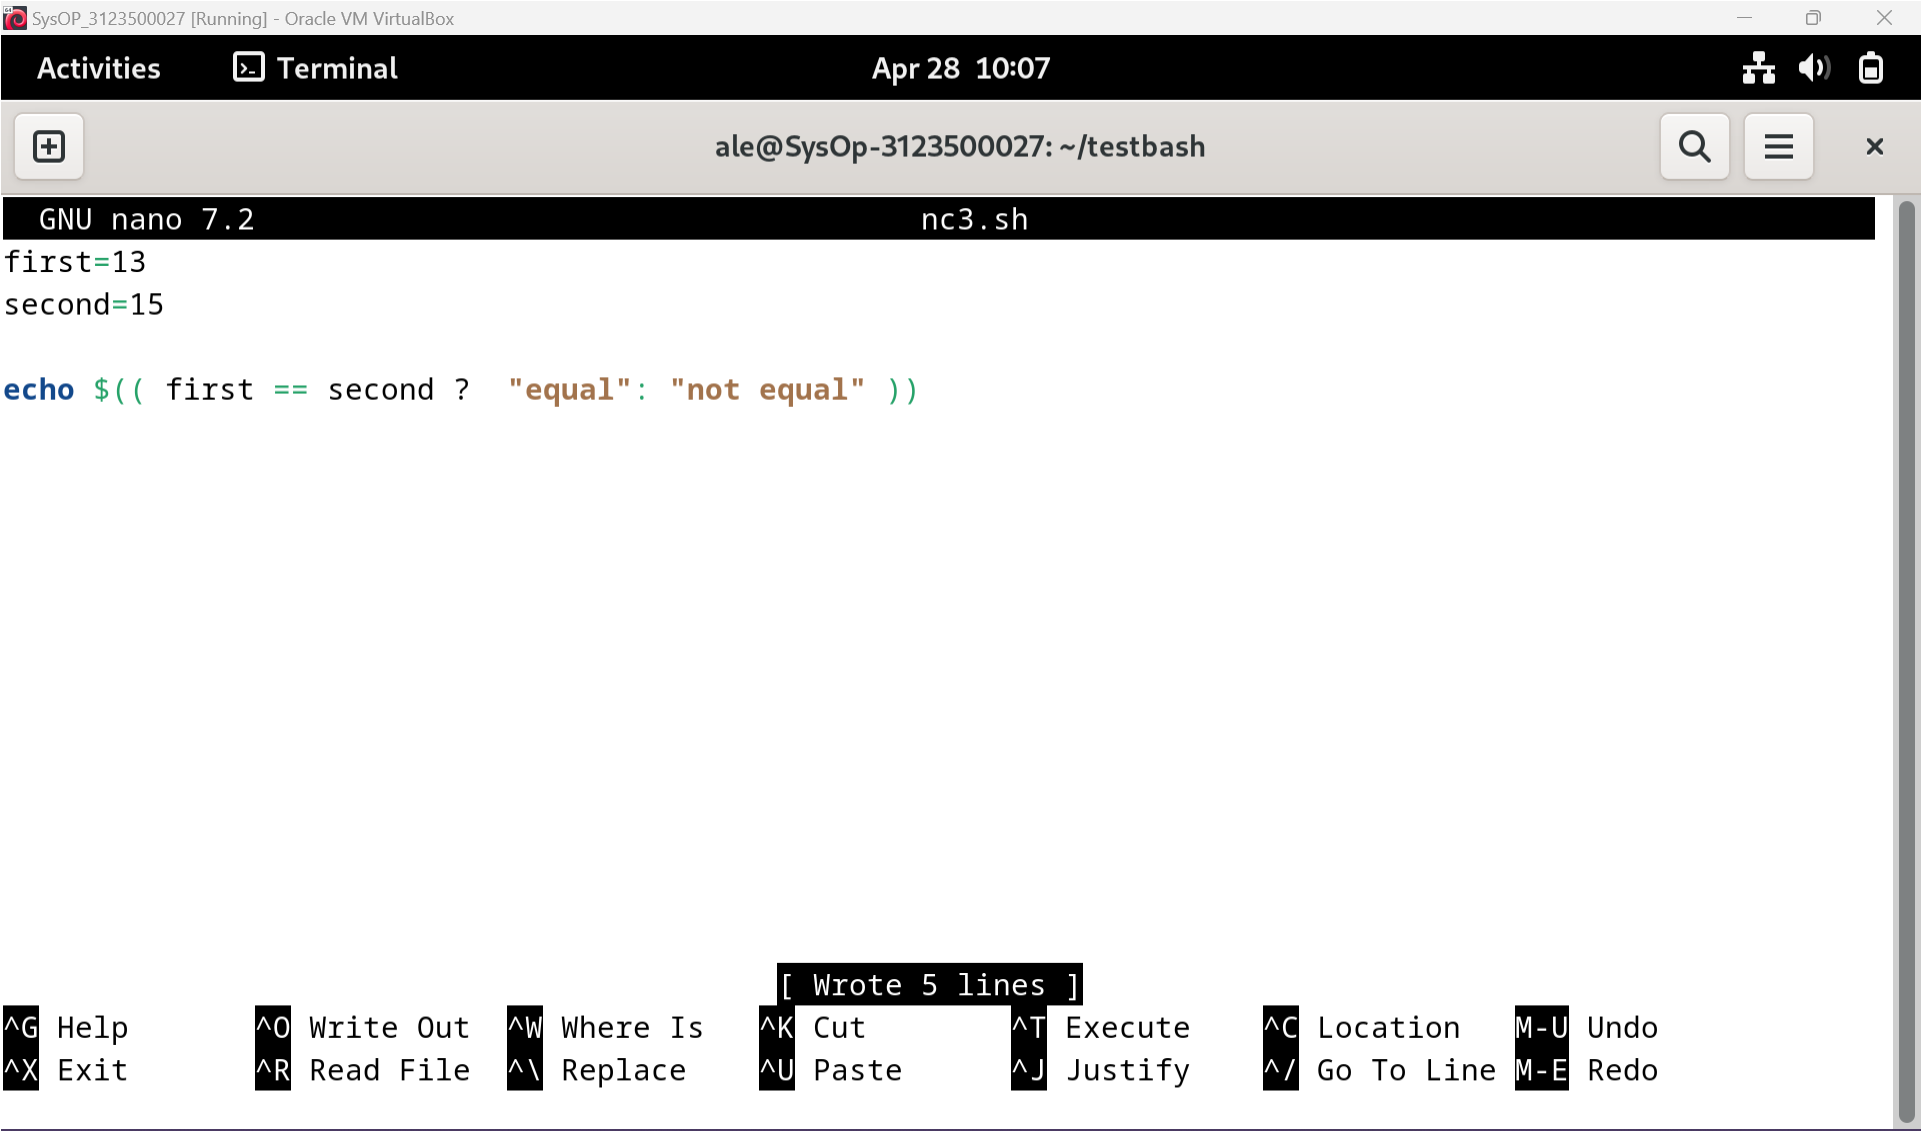 SysOP_3123500027 [Running] - Oracle VM VirtualBox
Activities Terminal Apr 28 10:07
ale@SysOp-3123500027: ~/testbash
GNU nano 7.2 nc3.sh
first=13
second=15
echo $(( first == second ?  "equal": "not equal" ))
[ Wrote 5 lines ]
^G Help ^O Write Out ^W Where Is ^K Cut ^T Execute ^C Location M-U Undo
^X Exit ^R Read File ^\ Replace ^U Paste ^J Justify ^/ Go To Line M-E Redo